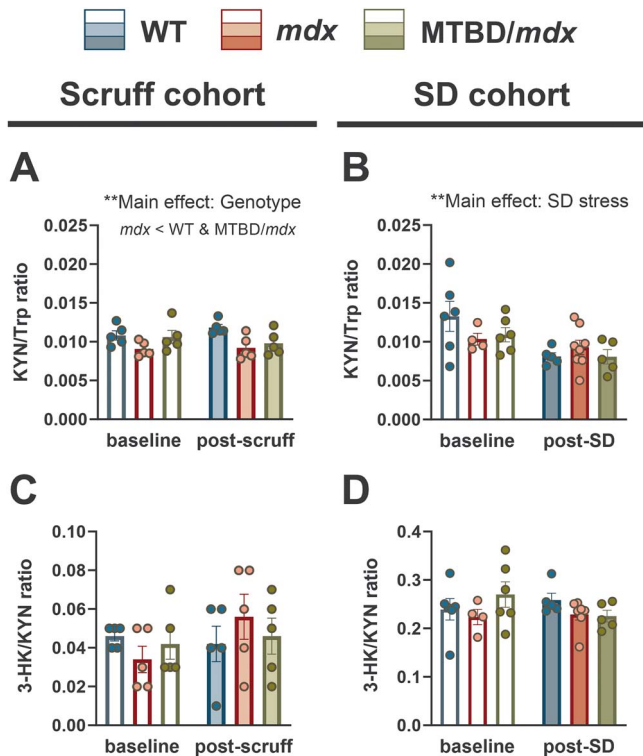 WT mdx MTBD/mdx
Scruff cohort
SD cohort
A
**Main effect: Genotype
mdx < WT & MTBD/mdx
KYN/Trp ratio
0.025
0.020
0.015
0.010
0.005
0.000
baseline post-scruff
B
**Main effect: SD stress
KYN/Trp ratio
0.025
0.020
0.015
0.010
0.005
0.000
baseline post-SD
C
3-HK/KYN ratio
0.10
0.08
0.06
0.04
0.02
0.00
baseline post-scruff
D
3-HK/KYN ratio
0.4
0.3
0.2
0.1
0.0
baseline post-SD